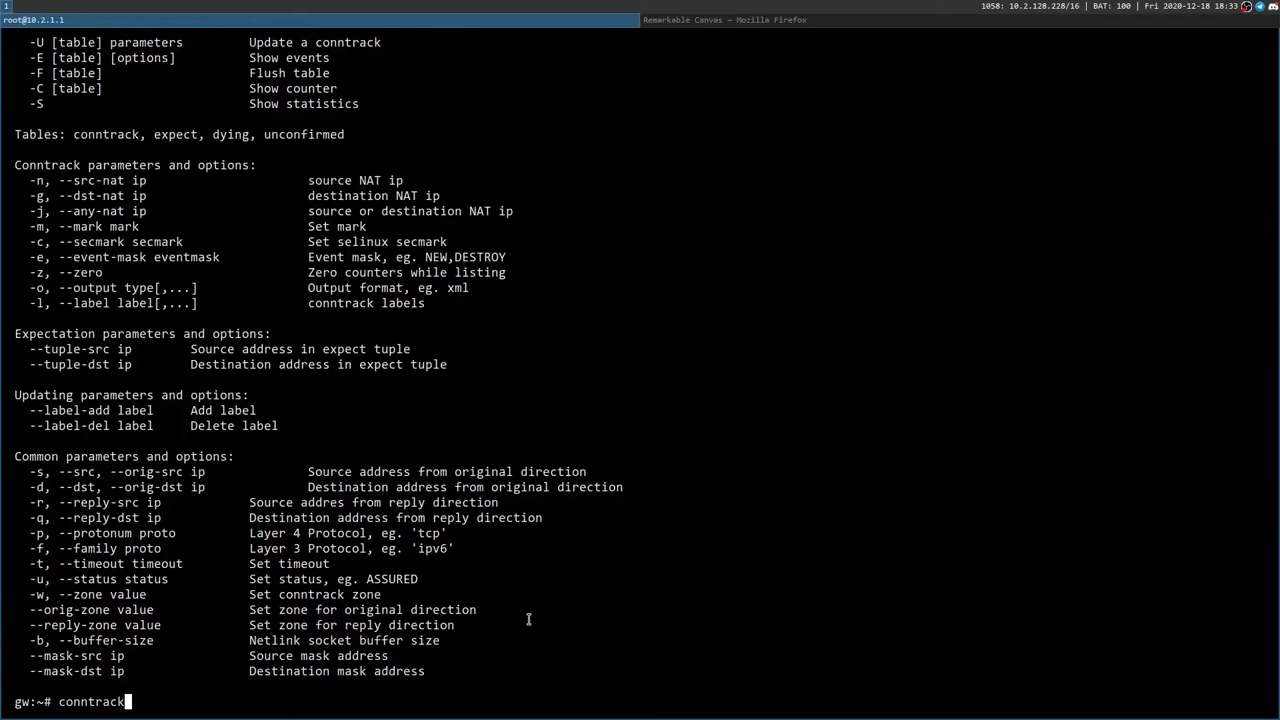 1
1058: 10.2.128.228/16 | BAT: 100 | Fri 2020-12-18 18:33
root@10.2.1.1
Remarkable Canvas — Mozilla Firefox
-U [table] parameters Update a conntrack
-E [table] [options] Show events
-F [table] Flush table
-C [table] Show counter
-S Show statistics
Tables: conntrack, expect, dying, unconfirmed
Conntrack parameters and options:
-n, --src-nat ip source NAT ip
-g, --dst-nat ip destination NAT ip
-j, --any-nat ip source or destination NAT ip
-m, --mark mark Set mark
-c, --secmark secmark Set selinux secmark
-e, --event-mask eventmask Event mask, eg. NEW,DESTROY
-z, --zero Zero counters while listing
-o, --output type[,...] Output format, eg. xml
-l, --label label[,...] conntrack labels
Expectation parameters and options:
--tuple-src ip Source address in expect tuple
--tuple-dst ip Destination address in expect tuple
Updating parameters and options:
--label-add label Add label
--label-del label Delete label
Common parameters and options:
-s, --src, --orig-src ip Source address from original direction
-d, --dst, --orig-dst ip Destination address from original direction
-r, --reply-src ip Source addres from reply direction
-q, --reply-dst ip Destination address from reply direction
-p, --protonum proto Layer 4 Protocol, eg. 'tcp'
-f, --family proto Layer 3 Protocol, eg. 'ipv6'
-t, --timeout timeout Set timeout
-u, --status status Set status, eg. ASSURED
-w, --zone value Set conntrack zone
--orig-zone value Set zone for original direction
--reply-zone value Set zone for reply direction
-b, --buffer-size Netlink socket buffer size
--mask-src ip Source mask address
--mask-dst ip Destination mask address
gw:~# conntrack